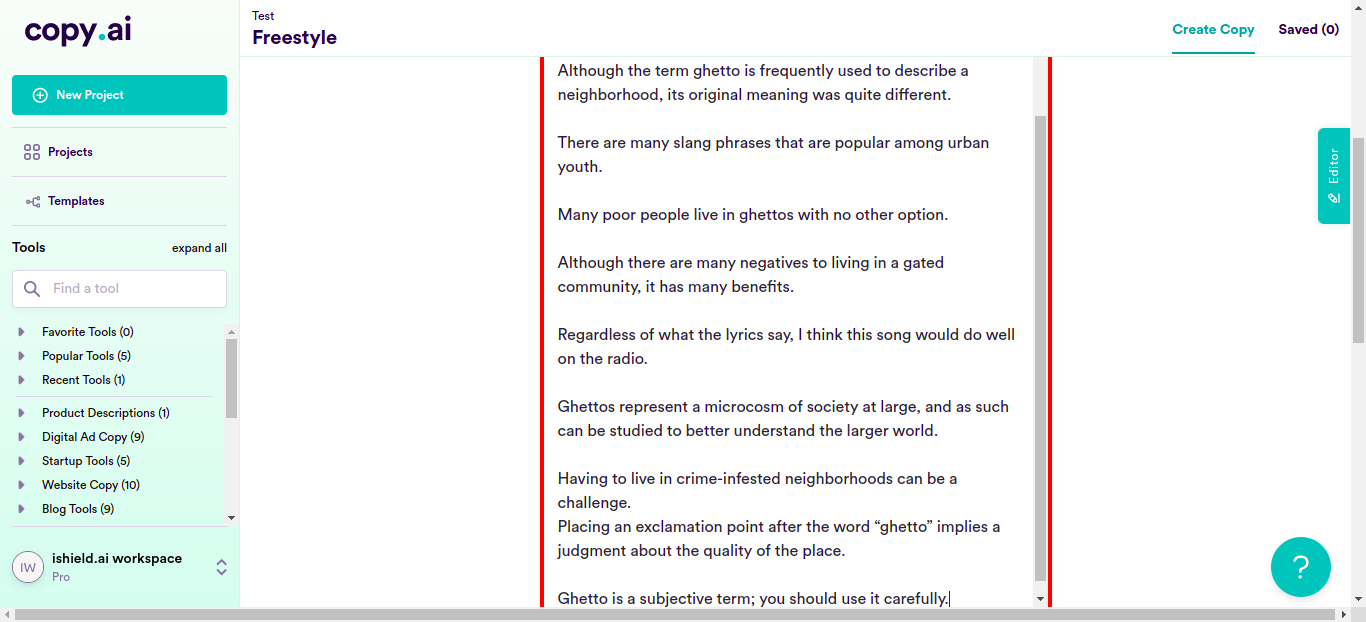 copy.ai
New Project
Projects
Templates
Tools
expand all
Find a tool
Favorite Tools (0)
Popular Tools (5)
Recent Tools (1)
Product Descriptions (1)
Digital Ad Copy (9)
Startup Tools (5)
Website Copy (10)
Blog Tools (9)
IW
ishield.ai workspace
Pro
Test
Freestyle
Create Copy
Saved (0)
Although the term ghetto is frequently used to describe a
neighborhood, its original meaning was quite different.
There are many slang phrases that are popular among urban
youth.
Many poor people live in ghettos with no other option.
Although there are many negatives to living in a gated
community, it has many benefits.
Regardless of what the lyrics say, I think this song would do well
on the radio.
Ghettos represent a microcosm of society at large, and as such
can be studied to better understand the larger world.
Having to live in crime-infested neighborhoods can be a
challenge.
Placing an exclamation point after the word “ghetto” implies a
judgment about the quality of the place.
Ghetto is a subjective term; you should use it carefully.
Editor
?